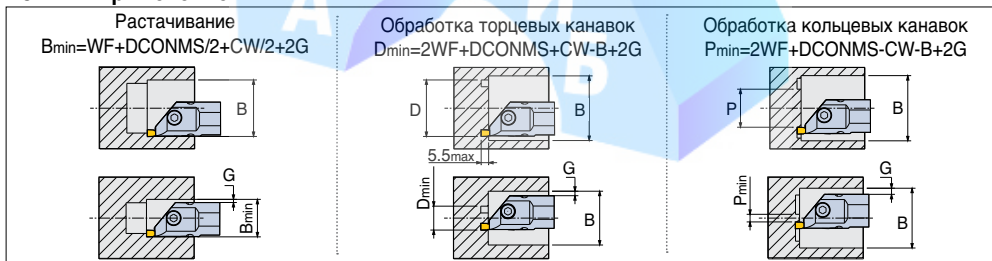 Растачивание
Bmin=WF+DCONMS/2+CW/2+2G
B
G
Bmin
Обработка торцевых канавок
Dmin=2WF+DCONMS+CW-B+2G
D
B
5.5max
G
Dmin
B
Обработка кольцевых канавок
Pmin=2WF+DCONMS-CW-B+2G
P
B
G
Pmin
B
А
И
Б